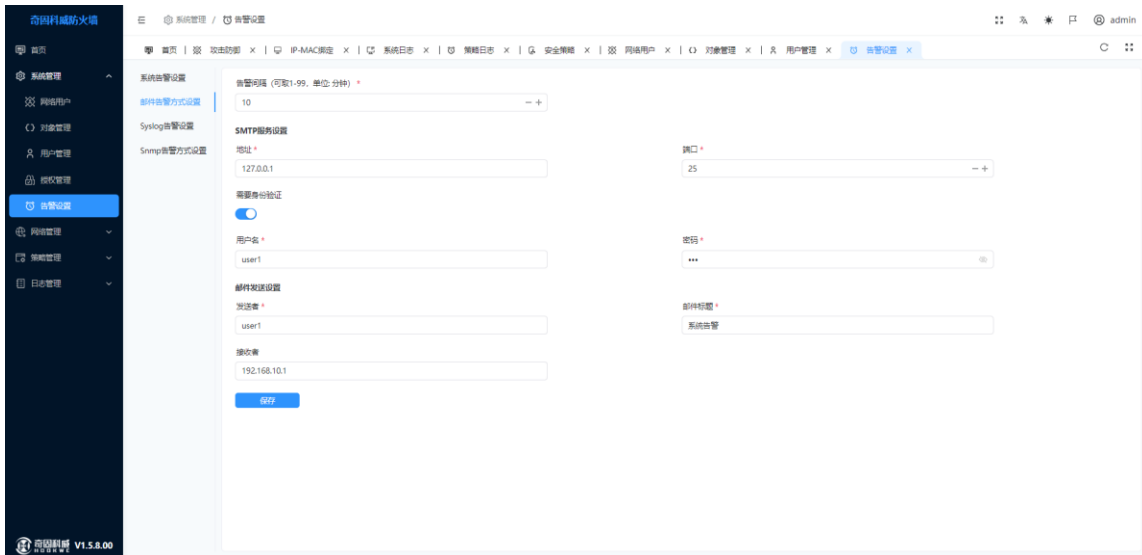 奇固科威防火墙
系统管理 / 告警设置
admin
首页
系统管理
网络用户
对象管理
用户管理
授权管理
告警设置
网络管理
策略管理
日志管理
奇固科威 V1.5.8.00
HOOKWE
首页 | 攻击防御 × | IP-MAC绑定 × | 系统日志 × | 策略日志 × | 安全策略 × | 网络用户 × | 对象管理 × | 用户管理 × 告警设置 ×
系统告警设置
邮件告警方式设置
Syslog告警设置
Snmp告警方式设置
告警间隔（可取1-99，单位: 分钟） *
10
SMTP服务设置
地址 * 端口 *
127.0.0.1 25
需要身份验证
用户名 * 密码 *
user1 •••
邮件发送设置
发送者 * 邮件标题 *
user1 系统告警
接收者
192.168.10.1
保存